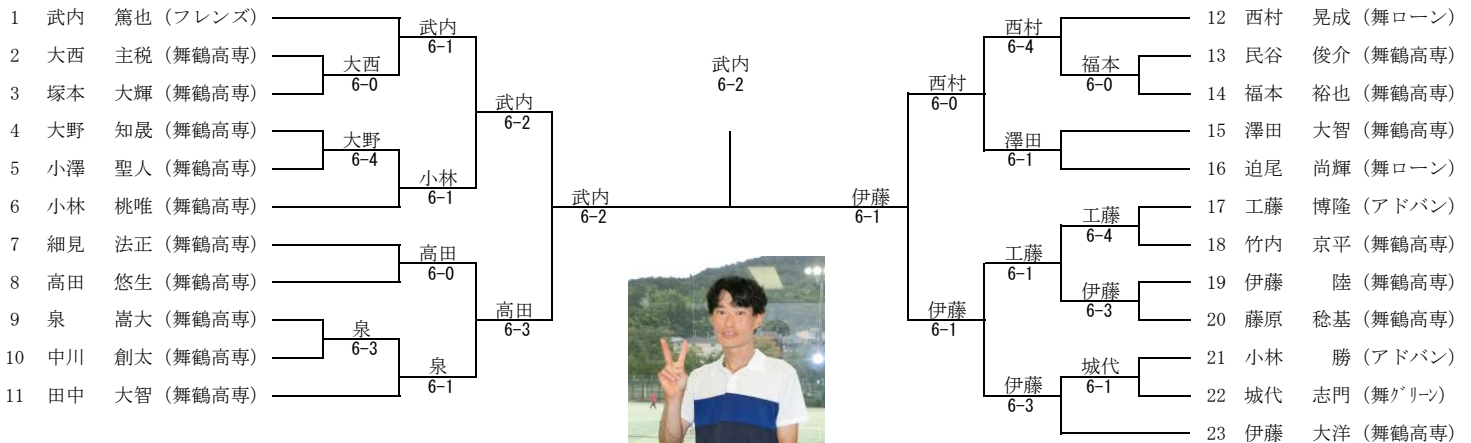 1 武内 篤也 (フレンズ)
2 大西 主税 (舞鶴高専)
3 塚本 大輝 (舞鶴高専)
4 大野 知晟 (舞鶴高専)
5 小澤 聖人 (舞鶴高専)
6 小林 桃唯 (舞鶴高専)
7 細見 法正 (舞鶴高専)
8 高田 悠生 (舞鶴高専)
9 泉 嵩大 (舞鶴高専)
10 中川 創太 (舞鶴高専)
11 田中 大智 (舞鶴高専)
大西
6-0
大野
6-4
泉
6-3
武内
6-1
小林
6-1
高田
6-0
泉
6-1
武内
6-2
高田
6-3
武内
6-2
武内
6-2
伊藤
6-1
西村
6-0
伊藤
6-1
西村
6-4
澤田
6-1
工藤
6-1
伊藤
6-3
福本
6-0
工藤
6-4
伊藤
6-3
城代
6-1
12 西村 晃成 (舞ローン)
13 民谷 俊介 (舞鶴高専)
14 福本 裕也 (舞鶴高専)
15 澤田 大智 (舞鶴高専)
16 迫尾 尚輝 (舞ローン)
17 工藤 博隆 (アドバン)
18 竹内 京平 (舞鶴高専)
19 伊藤 陸 (舞鶴高専)
20 藤原 稔基 (舞鶴高専)
21 小林 勝 (アドバン)
22 城代 志門 (舞ｸﾞﾘｰﾝ)
23 伊藤 大洋 (舞鶴高専)